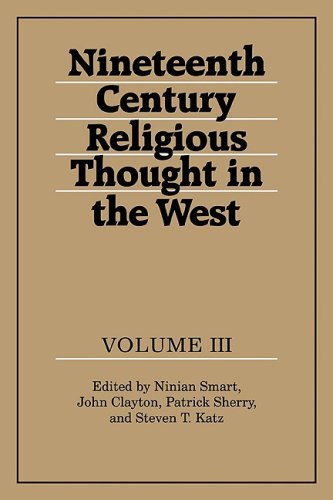 Nineteenth
Century
Religious
Thought in
the West
VOLUME III
Edited by Ninian Smart,
John Clayton, Patrick Sherry,
and Steven T. Katz